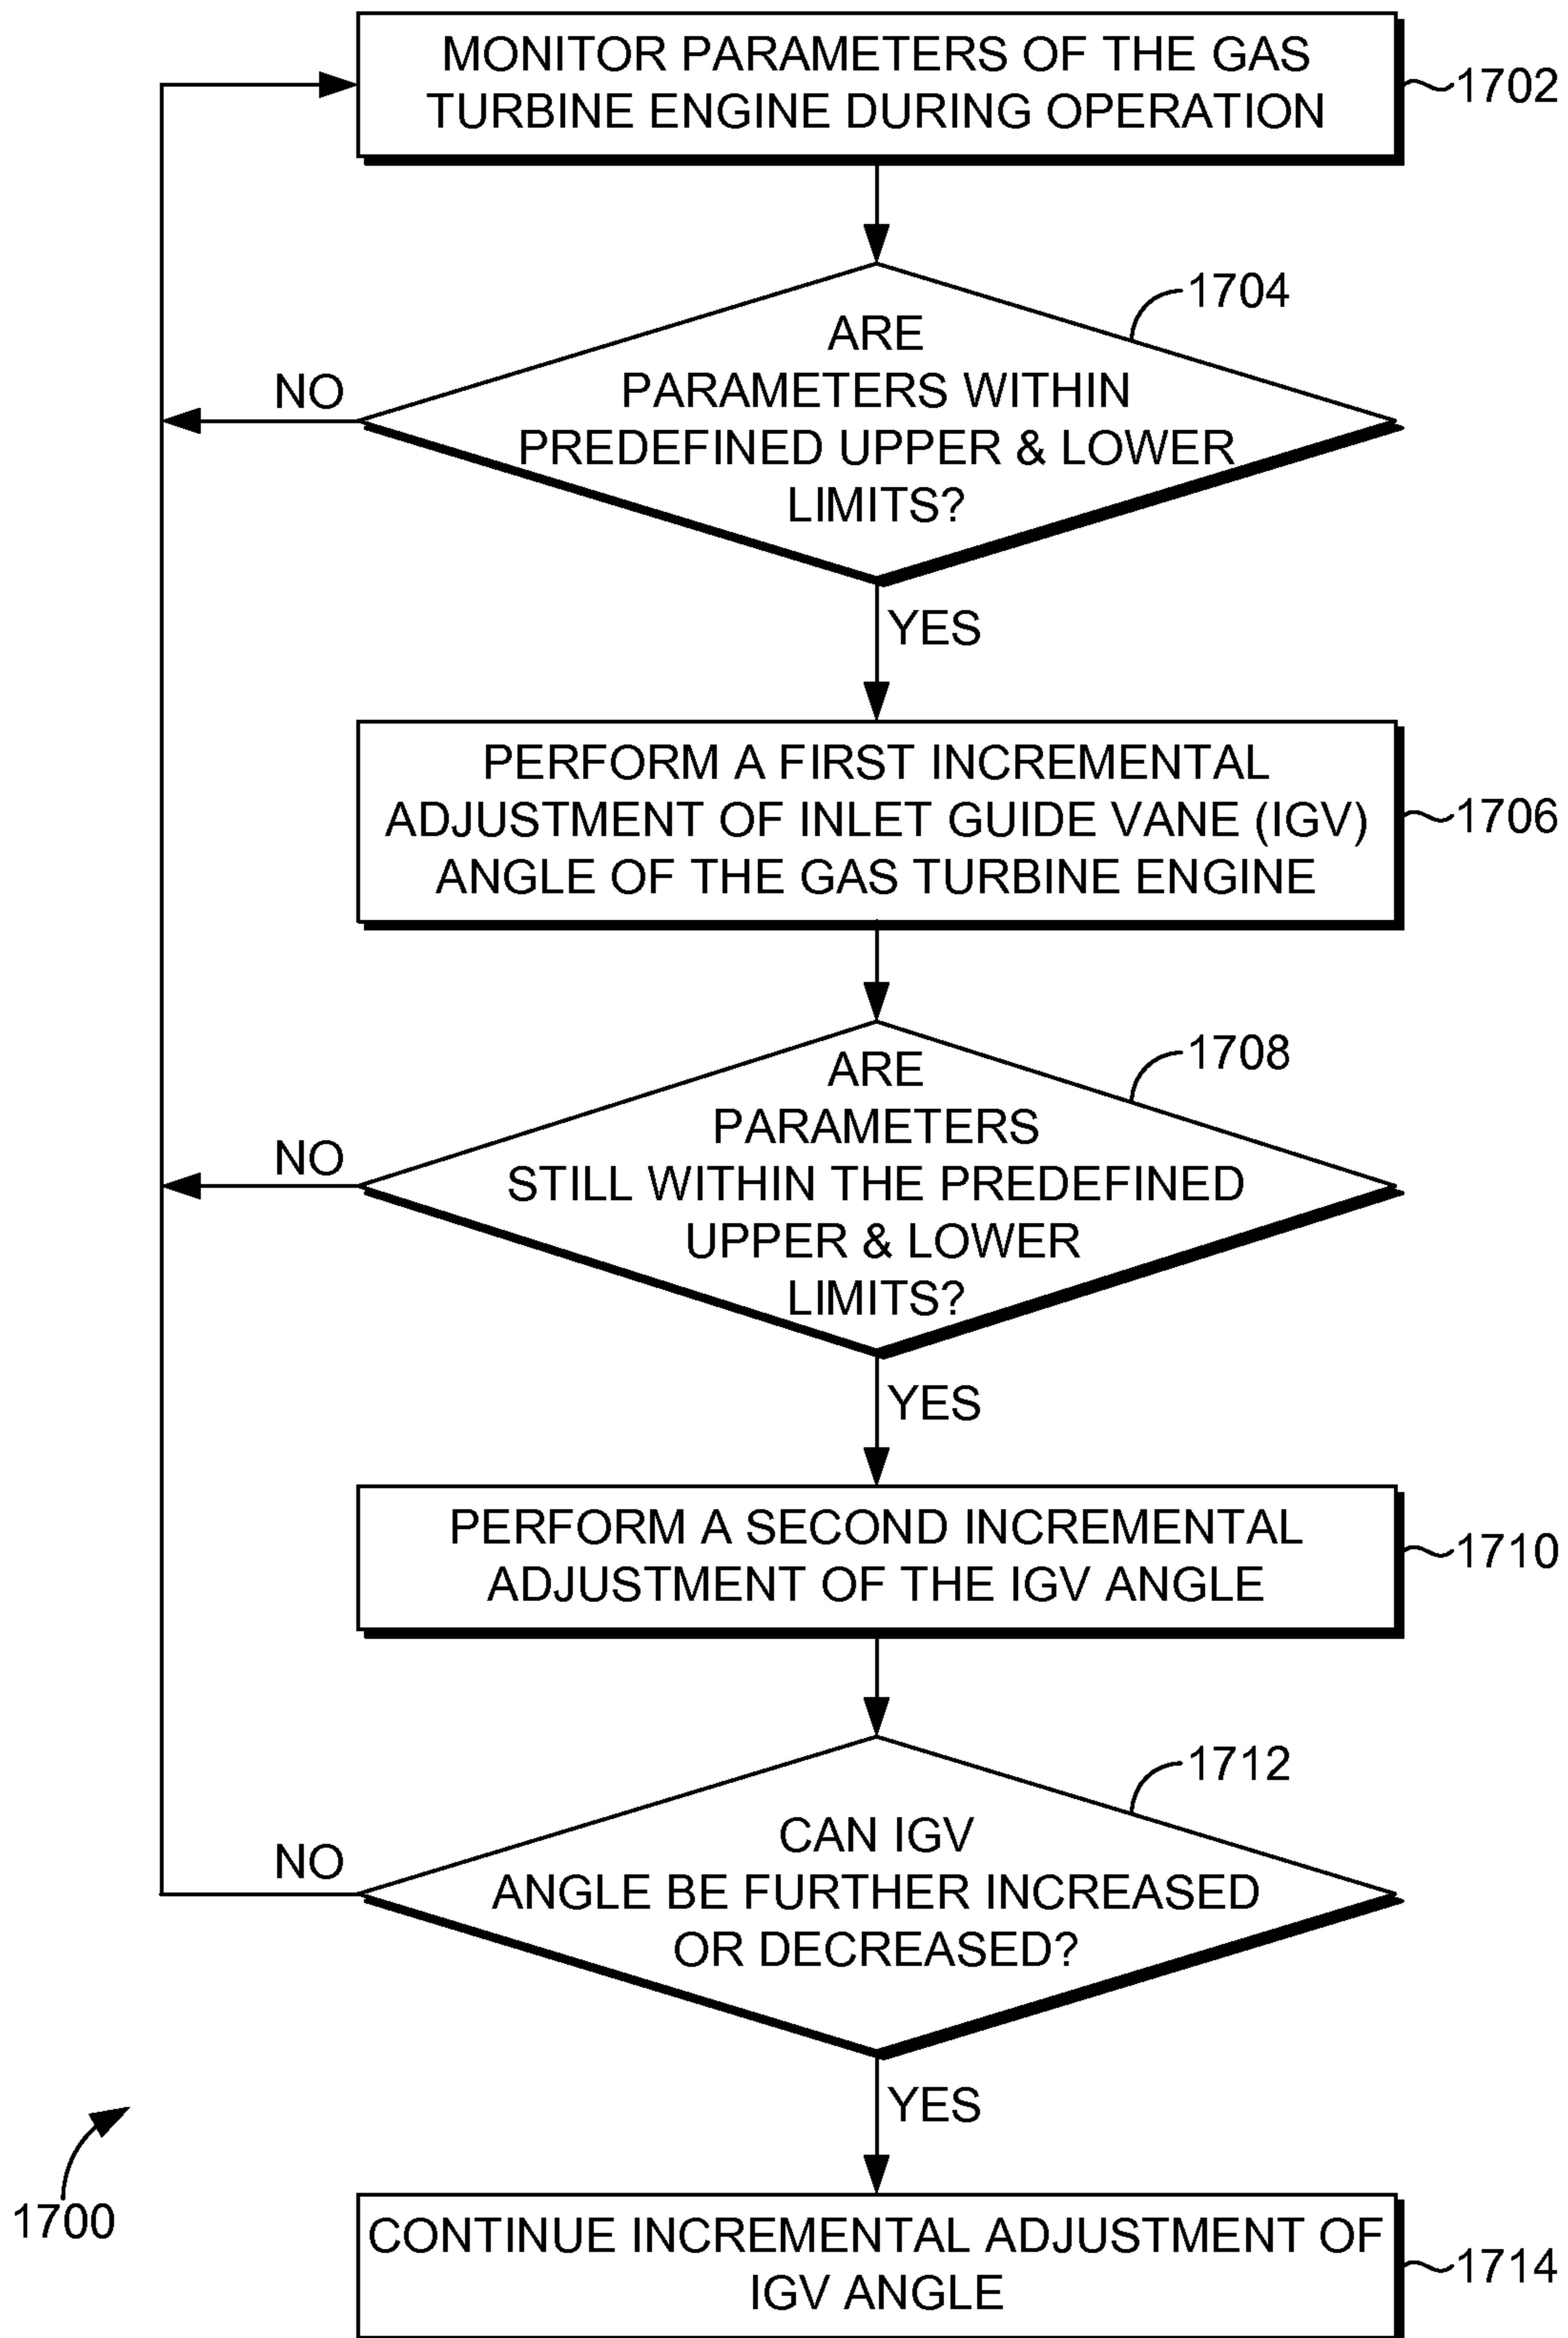 MONITOR PARAMETERS OF THE GAS
TURBINE ENGINE DURING OPERATION
1702
1704
ARE
PARAMETERS WITHIN
PREDEFINED UPPER & LOWER
LIMITS?
NO
YES
PERFORM A FIRST INCREMENTAL
ADJUSTMENT OF INLET GUIDE VANE (IGV)
ANGLE OF THE GAS TURBINE ENGINE
1706
1708
ARE
PARAMETERS
STILL WITHIN THE PREDEFINED
UPPER & LOWER
LIMITS?
NO
YES
PERFORM A SECOND INCREMENTAL
ADJUSTMENT OF THE IGV ANGLE
1710
1712
CAN IGV
ANGLE BE FURTHER INCREASED
OR DECREASED?
NO
YES
1700
CONTINUE INCREMENTAL ADJUSTMENT OF
IGV ANGLE
1714